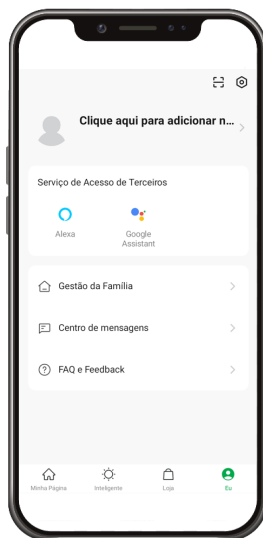 Clique aqui para adicionar n...
Serviço de Acesso de Terceiros
Alexa
Google
Assistant
Gestão da Família
Centro de mensagens
FAQ e Feedback
Minha Página
Inteligente
Loja
Eu